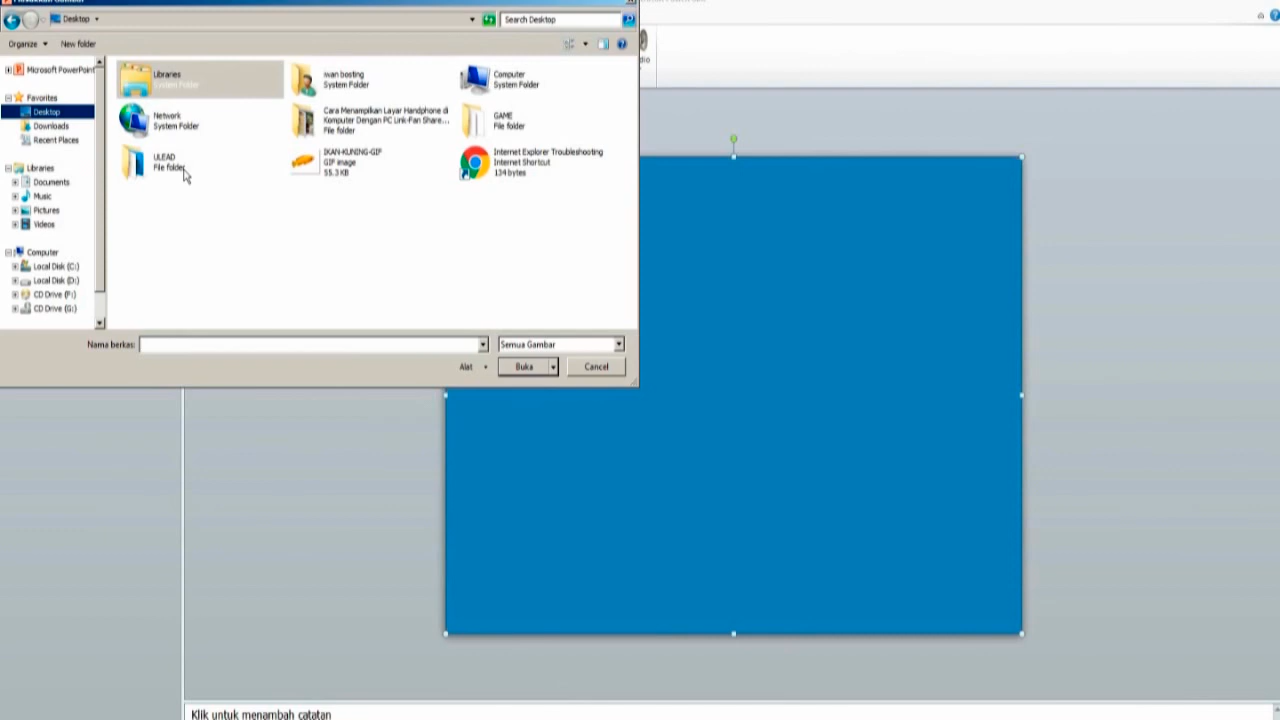 Desktop
Search Desktop
Organize
New folder
Microsoft PowerPoint
Favorites
Desktop
Downloads
Recent Places
Libraries
Documents
Music
Pictures
Videos
Computer
Local Disk (C:)
Local Disk (D:)
CD Drive (F:)
CD Drive (G:)
Libraries
System Folder
iwan bosting
System Folder
Computer
System Folder
Network
System Folder
Cara Menampilkan Layar Handphone di
Komputer Dengan PC Link-Fan Share...
File folder
GAME
File folder
ULEAD
File folder
IKAN-KUNING-GIF
GIF image
55.3 KB
Internet Explorer Troubleshooting
Internet Shortcut
134 bytes
Nama berkas:
Semua Gambar
Alat
Buka
Cancel
Klik untuk menambah catatan